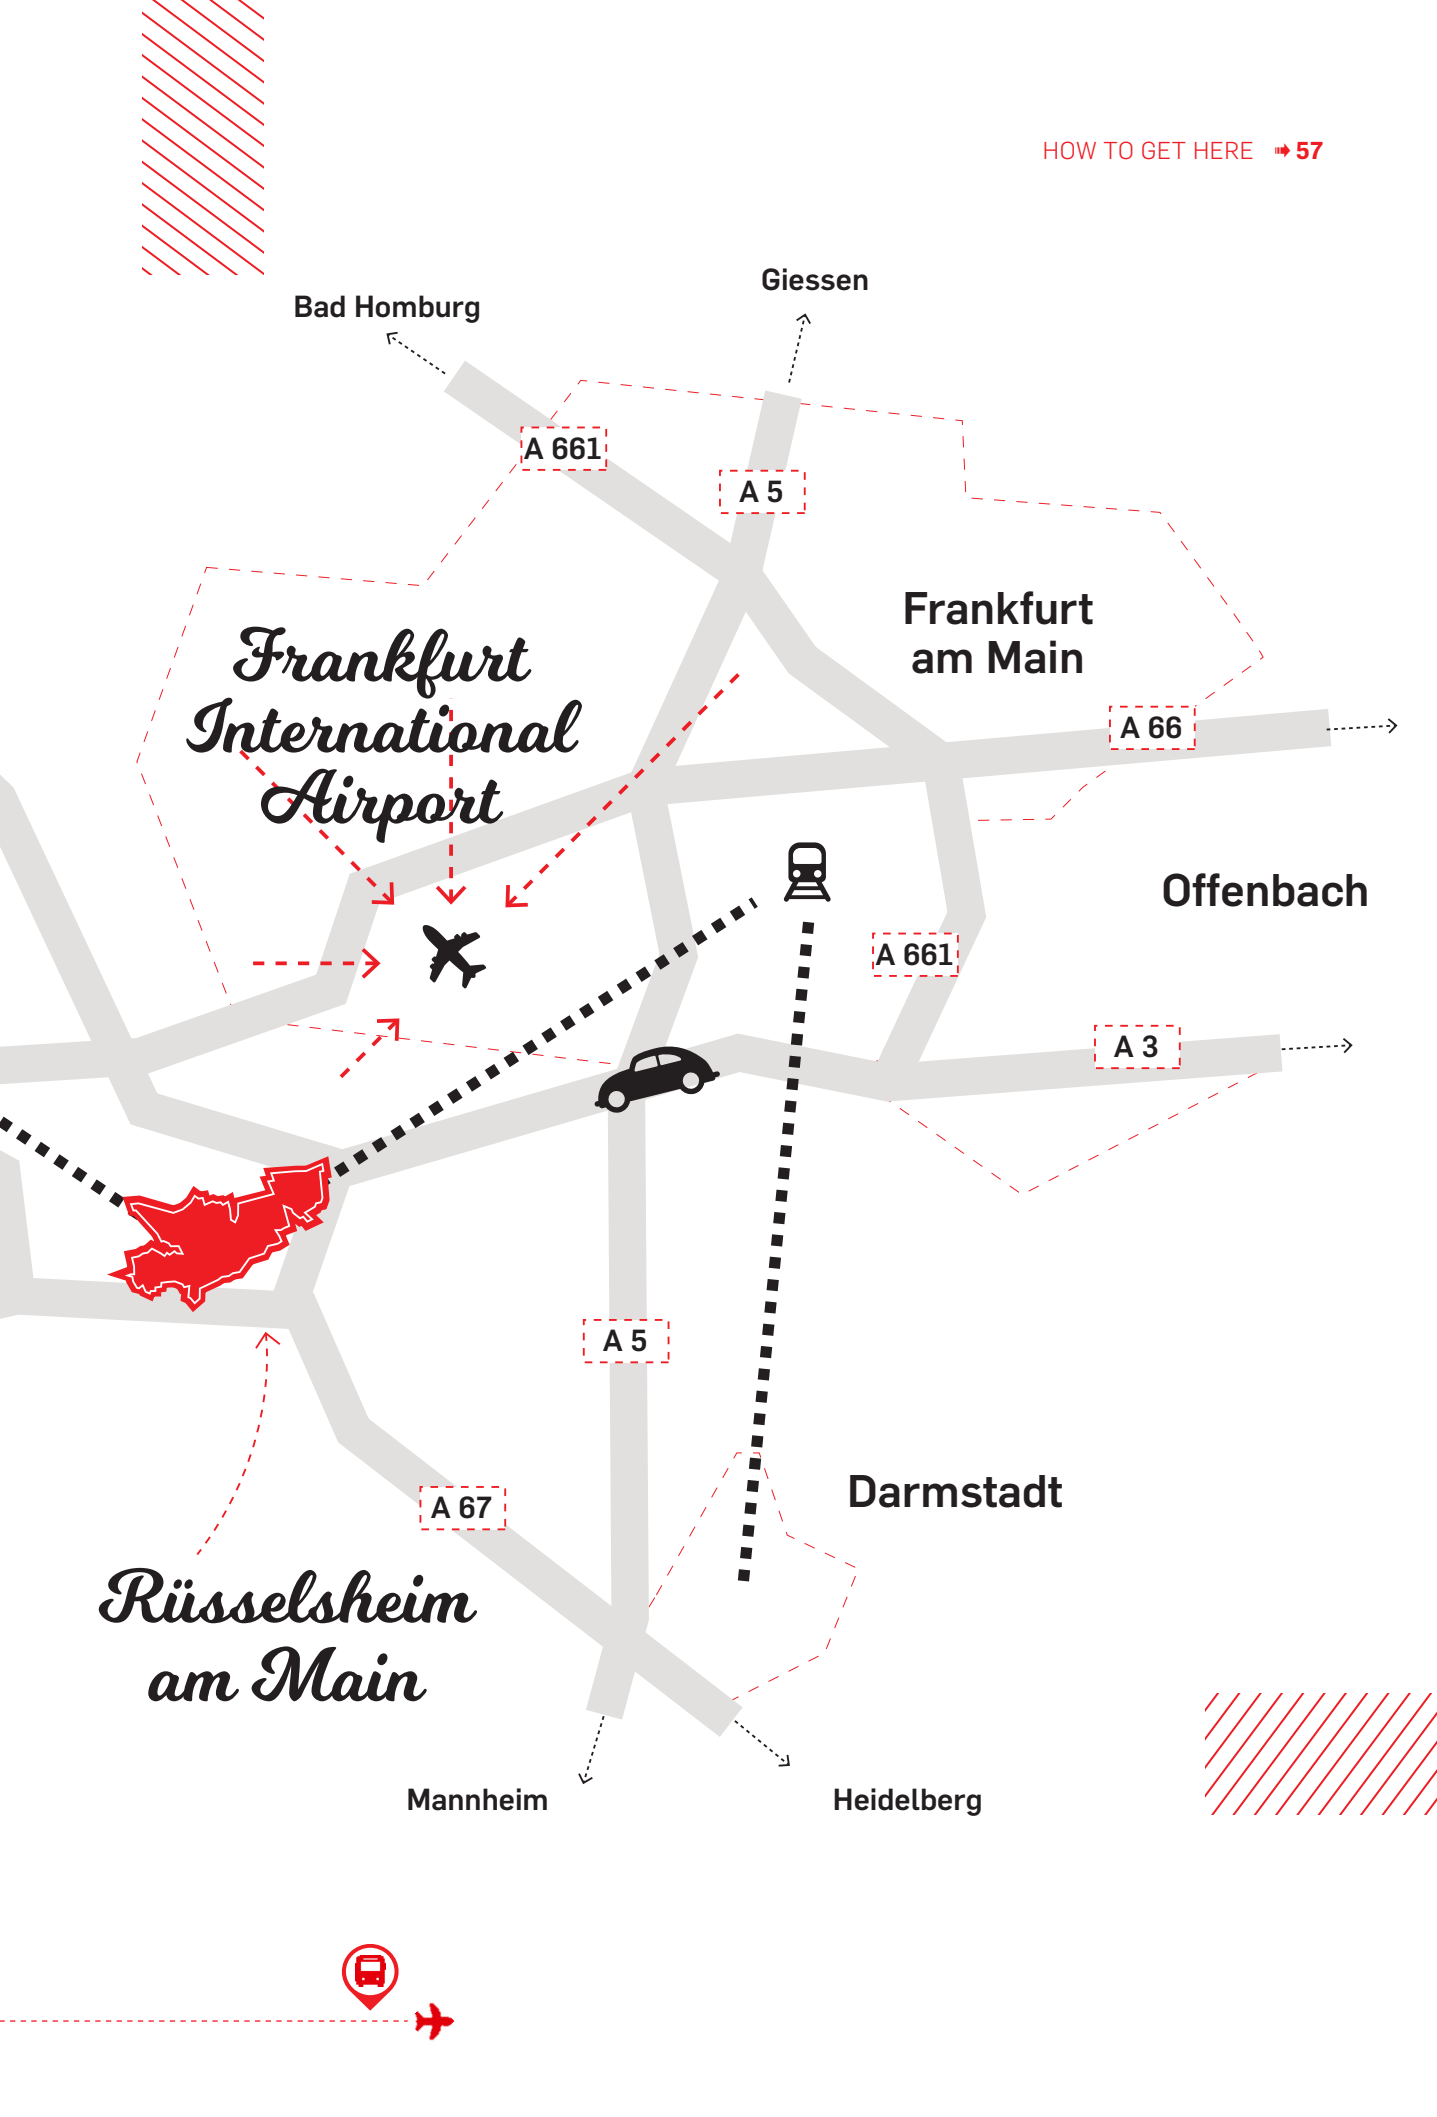 HOW TO GET HERE 57
Giessen
Bad Homburg
A 661
A 5
Frankfurt
am Main
Frankfurt
International
Airport
A 66
Offenbach
A 661
A 3
A 5
Darmstadt
A 67
Rüsselsheim
am Main
Mannheim
Heidelberg